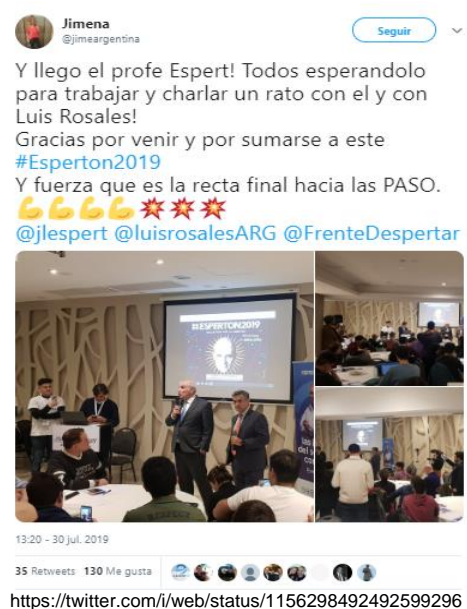 Jimena
@jimeargentina
Seguir
Y llego el profe Espert! Todos esperandolo
para trabajar y charlar un rato con el y con
Luis Rosales!
Gracias por venir y por sumarse a este
#Esperton2019
Y fuerza que es la recta final hacia las PASO.
@jlespert @luisrosalesARG @FrenteDespertar
ESPERTON2019
RESPECT
13:20 - 30 jul. 2019
35 Retweets 130 Me gusta
https://twitter.com/i/web/status/1156298492492599296